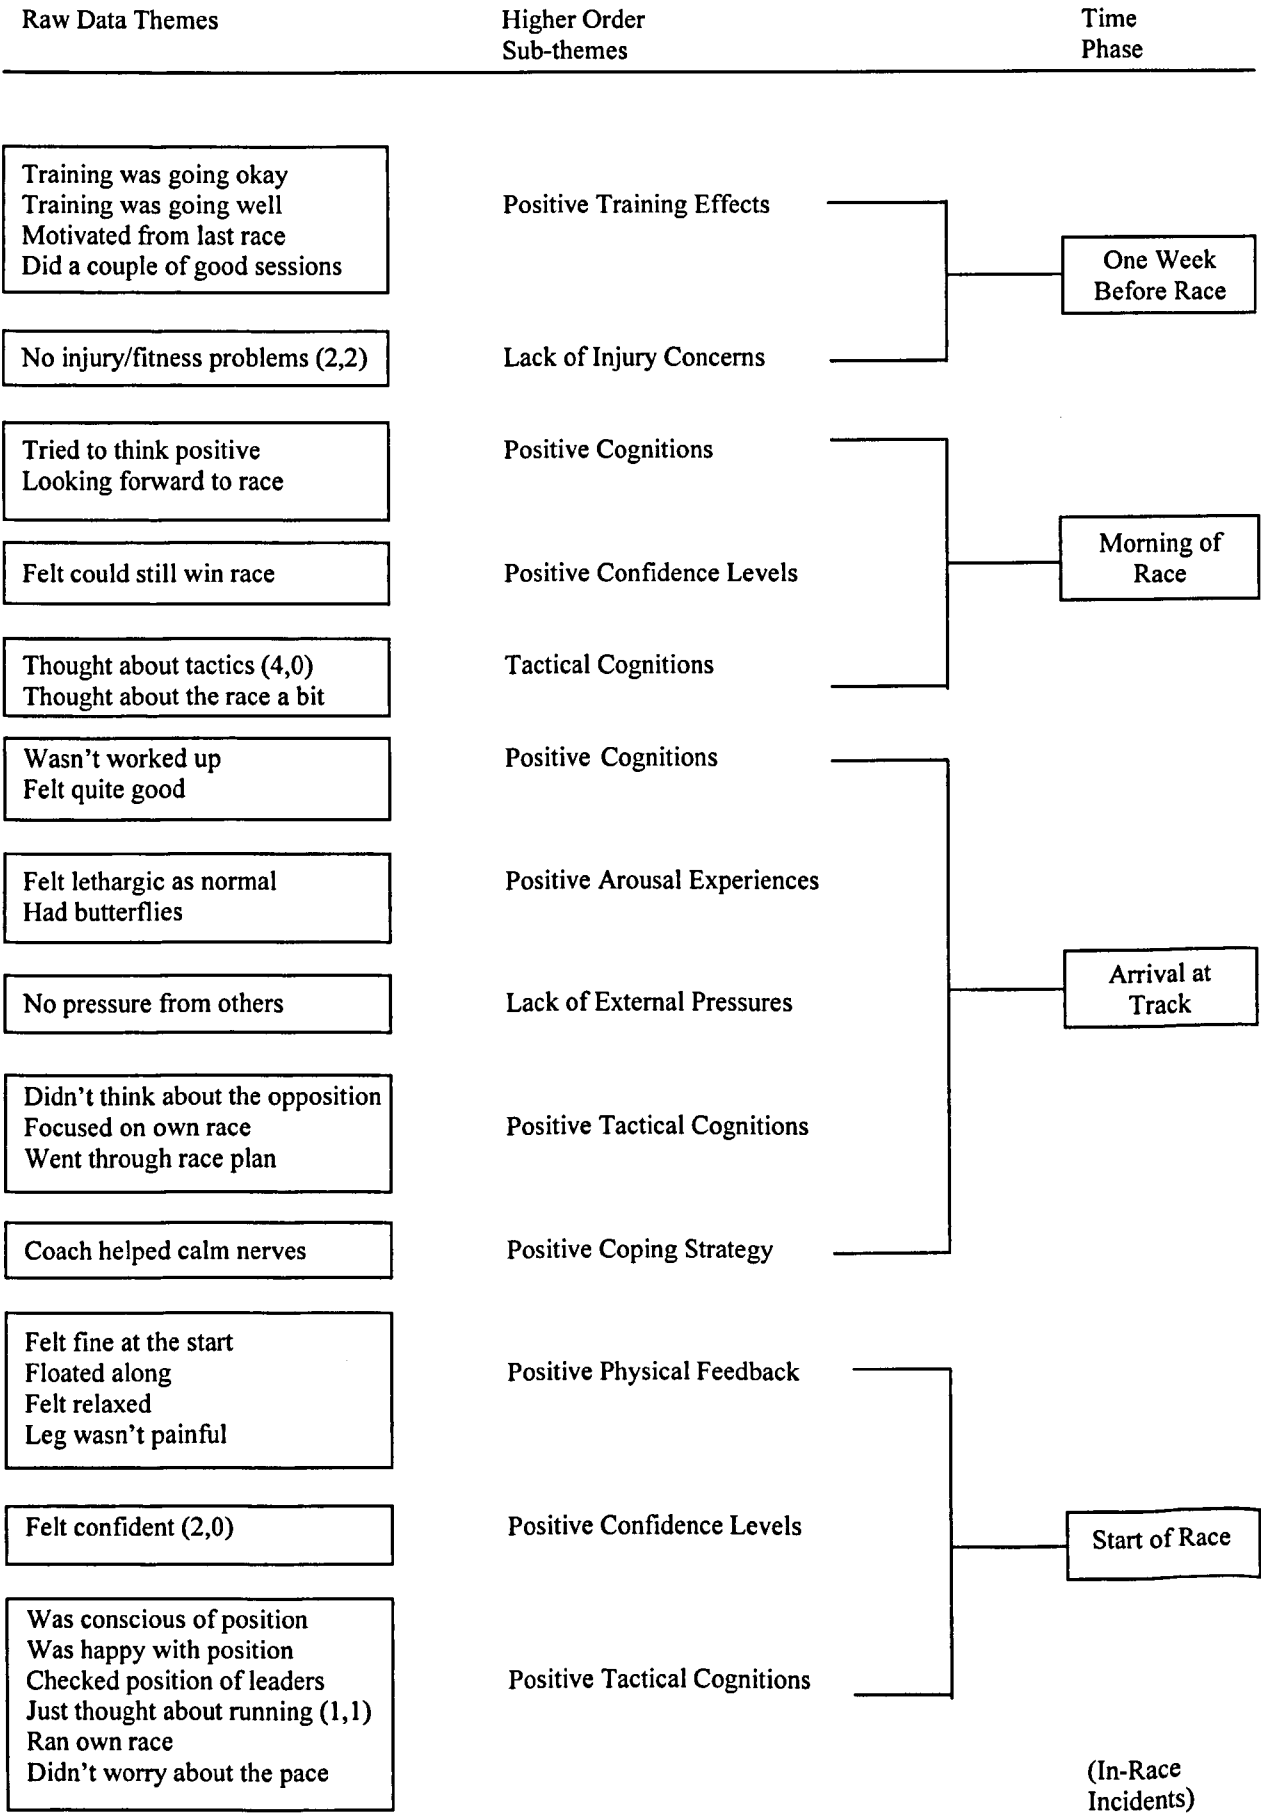 Raw Data Themes
Higher Order
Sub-themes
Time
Phase
Training was going okay
Training was going well
Motivated from last race
Did a couple of good sessions
Positive Training Effects
One Week
Before Race
No injury/fitness problems (2,2)
Lack of Injury Concerns
Tried to think positive
Looking forward to race
Positive Cognitions
Felt could still win race
Positive Confidence Levels
Morning of
Race
Thought about tactics (4,0)
Thought about the race a bit
Tactical Cognitions
Wasn't worked up
Felt quite good
Positive Cognitions
Felt lethargic as normal
Had butterflies
Positive Arousal Experiences
No pressure from others
Lack of External Pressures
Arrival at
Track
Didn't think about the opposition
Focused on own race
Went through race plan
Positive Tactical Cognitions
Coach helped calm nerves
Positive Coping Strategy
Felt fine at the start
Floated along
Felt relaxed
Leg wasn't painful
Positive Physical Feedback
Felt confident (2,0)
Positive Confidence Levels
Start of Race
Was conscious of position
Was happy with position
Checked position of leaders
Just thought about running (1,1)
Ran own race
Didn't worry about the pace
Positive Tactical Cognitions
(In-Race
Incidents)